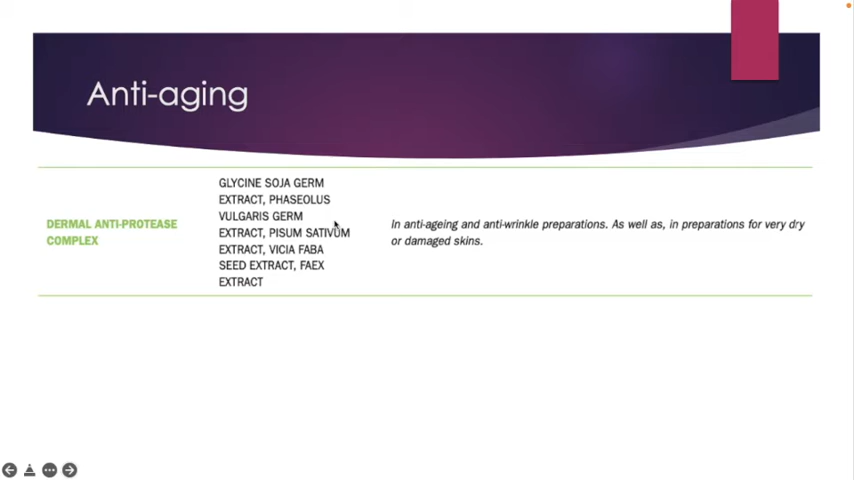 Anti-aging
DERMAL ANTI-PROTEASE
COMPLEX
GLYCINE SOJA GERM
EXTRACT, PHASEOLUS
VULGARIS GERM
EXTRACT, PISUM SATIVUM
EXTRACT, VICIA FABA
SEED EXTRACT, FAEX
EXTRACT
In anti-ageing and anti-wrinkle preparations. As well as, in preparations for very dry
or damaged skins.